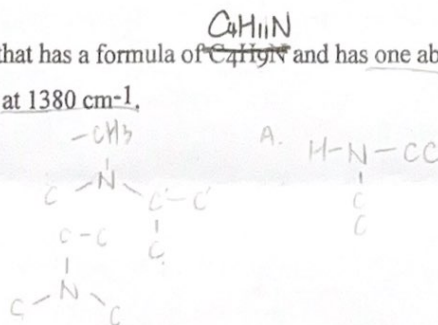 C4H11N
that has a formula of C4H9N and has one ab
at 1380 cm-1.
-CH3
A. H-N-CC
C
C
C N C-C
C
C-C
N
C C